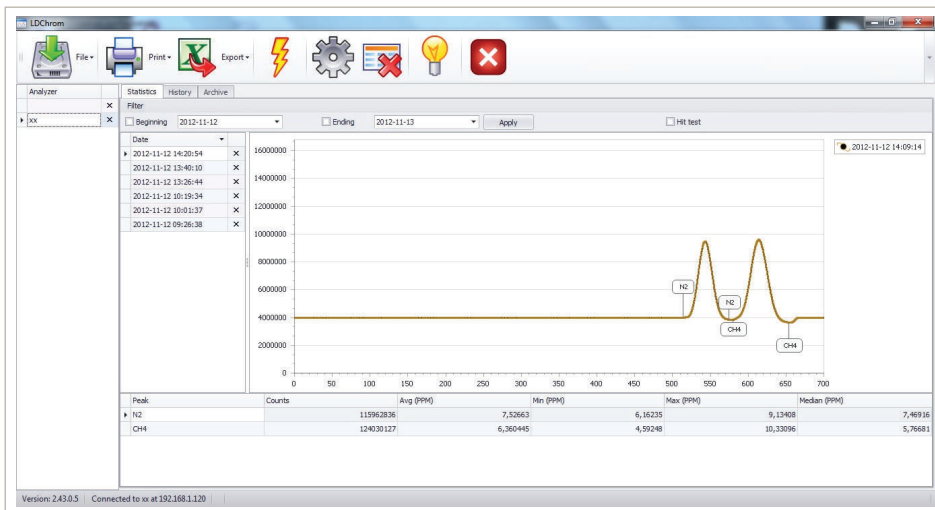 LDChrom
File Print Export
Analyzer
xx
Statistics History Archive
Filter
Beginning 2012-11-12 Ending 2012-11-13 Apply Hit test
Date
2012-11-12 14:20:54
2012-11-12 13:40:10
2012-11-12 13:26:44
2012-11-12 10:19:34
2012-11-12 10:01:37
2012-11-12 09:26:38
2012-11-12 14:09:14
16000000
14000000
12000000
10000000
8000000
6000000
4000000
2000000
0
N2
N2
CH4
CH4
0 50 100 150 200 250 300 350 400 450 500 550 600 650 700
Peak Counts Avg (PPM) Min (PPM) Max (PPM) Median (PPM)
N2 115962836 7,52663 6,16235 9,13408 7,46916
CH4 124030127 6,360445 4,59248 10,33096 5,76681
Version: 2.43.0.5 Connected to xx at 192.168.1.120